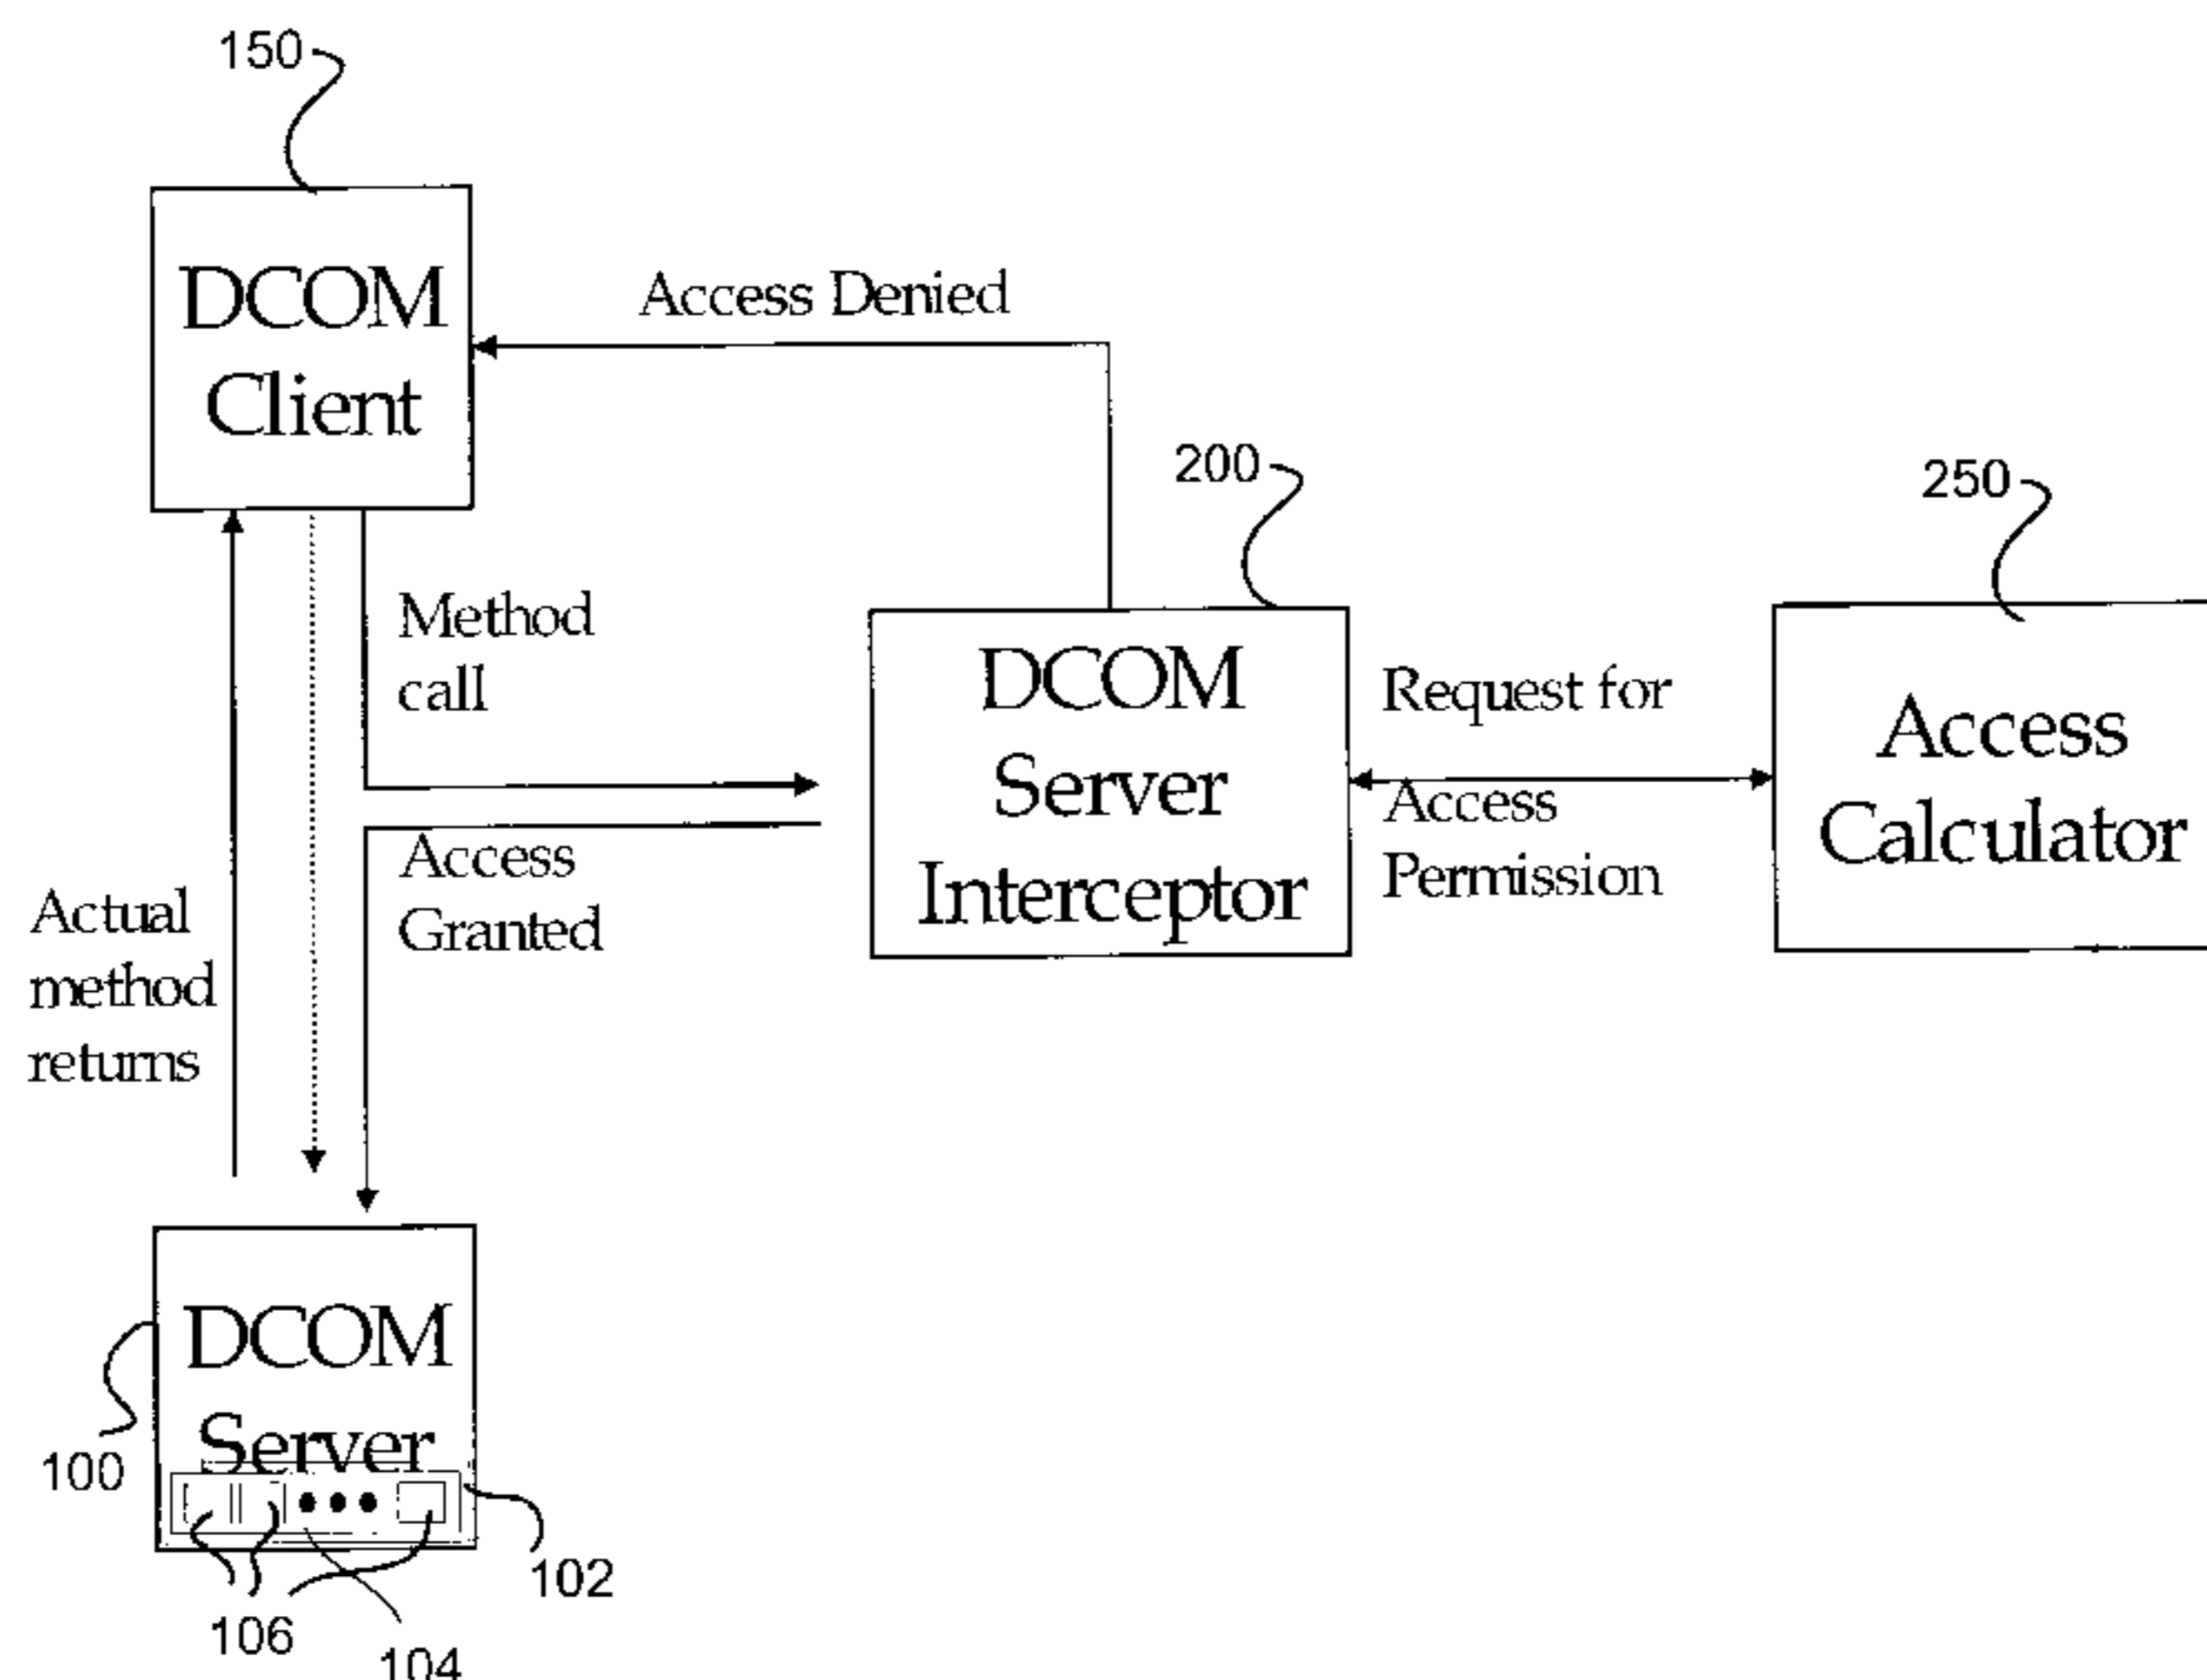 150
DCOM
Client
Access Denied
200
250
Method
call
DCOM
Server
Interceptor
Request for
Access
Permission
Access
Calculator
Access
Granted
Actual
method
returns
DCOM
Server
100
102
106
104